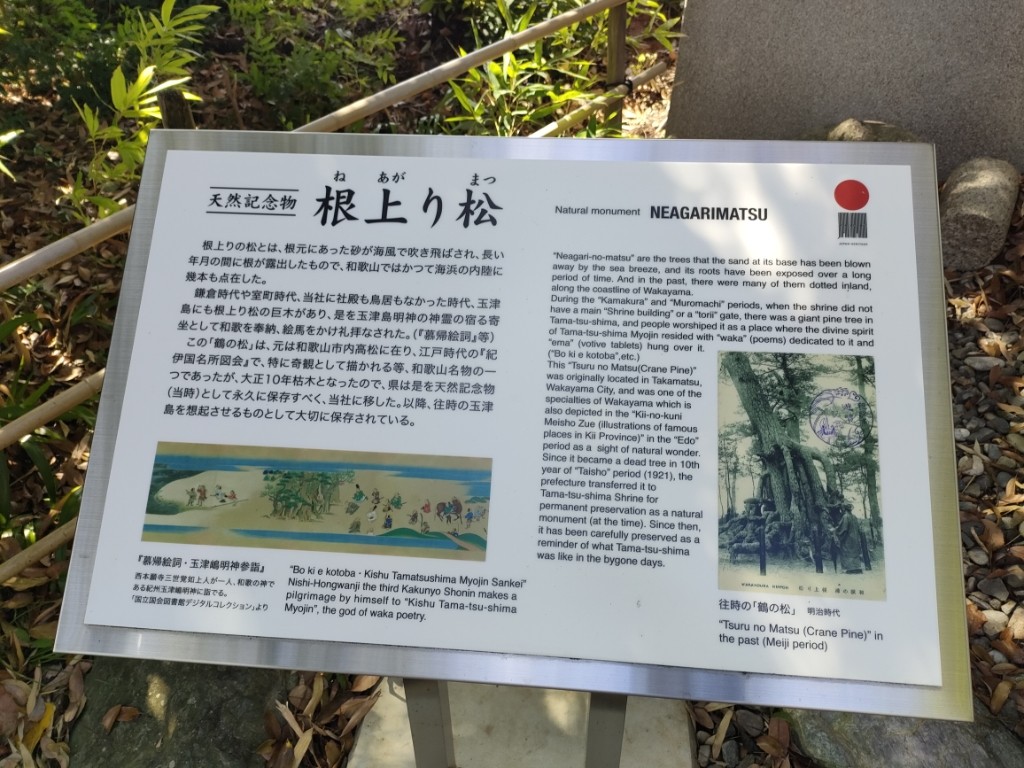 ね あが まつ
天然記念物 根上り松
根上りの松とは、根元にあった砂が海風で吹き飛ばされ、長い
年月の間に根が露出したもので、和歌山ではかつて海浜の内陸に
幾本も点在した。
鎌倉時代や室町時代、当社に社殿も鳥居もなかった時代、玉津
島にも根上り松の巨木があり、是を玉津島明神の神霊の宿る寄
坐として和歌を奉納、絵馬をかけ礼拝なされた。(『慕帰絵詞』等)
この「鶴の松」は、元は和歌山市内高松に在り、江戸時代の『紀
伊国名所図会』で、特に奇観として描かれる等、和歌山名物の一
つであったが、大正10年枯木となったので、県は是を天然記念物
(当時)として永久に保存すべく、当社に移した。以降、往時の玉津
島を想起させるものとして大切に保存されている。
『慕帰絵詞・玉津嶋明神参詣』
西本願寺三世覚如上人が一人、和歌の神で
ある紀州玉津嶋明神に詣でる。
「国立国会図書館デジタルコレクション」より
"Bo ki e kotoba - Kishu Tamatsushima Myojin Sankei"
Nishi-Hongwanji the third Kakunyo Shonin makes a
pilgrimage by himself to "Kishu Tama-tsu-shima
Myojin", the god of waka poetry.
Natural monument NEAGARIMATSU
"Neagari-no-matsu" are the trees that the sand at its base has been blown
away by the sea breeze, and its roots have been exposed over a long
period of time. And in the past, there were many of them dotted inland,
along the coastline of Wakayama.
During the "Kamakura" and "Muromachi" periods, when the shrine did not
have a main "Shrine building" or a "torii" gate, there was a giant pine tree in
Tama-tsu-shima, and people worshiped it as a place where the divine spirit
of Tama-tsu-shima Myojin resided with "waka" (poems) dedicated to it and
"ema" (votive tablets) hung over it.
("Bo ki e kotoba",etc.)
This "Tsuru no Matsu(Crane Pine)"
was originally located in Takamatsu,
Wakayama City, and was one of the
specialties of Wakayama which is
also depicted in the "Kii-no-kuni
Meisho Zue (illustrations of famous
places in Kii Province)" in the "Edo"
period as a sight of natural wonder.
Since it became a dead tree in 10th
year of "Taisho" period (1921), the
prefecture transferred it to
Tama-tsu-shima Shrine for
permanent preservation as a natural
monument (at the time). Since then,
it has been carefully preserved as a
reminder of what Tama-tsu-shima
was like in the bygone days.
往時の「鶴の松」 明治時代
"Tsuru no Matsu (Crane Pine)" in
the past (Meiji period)